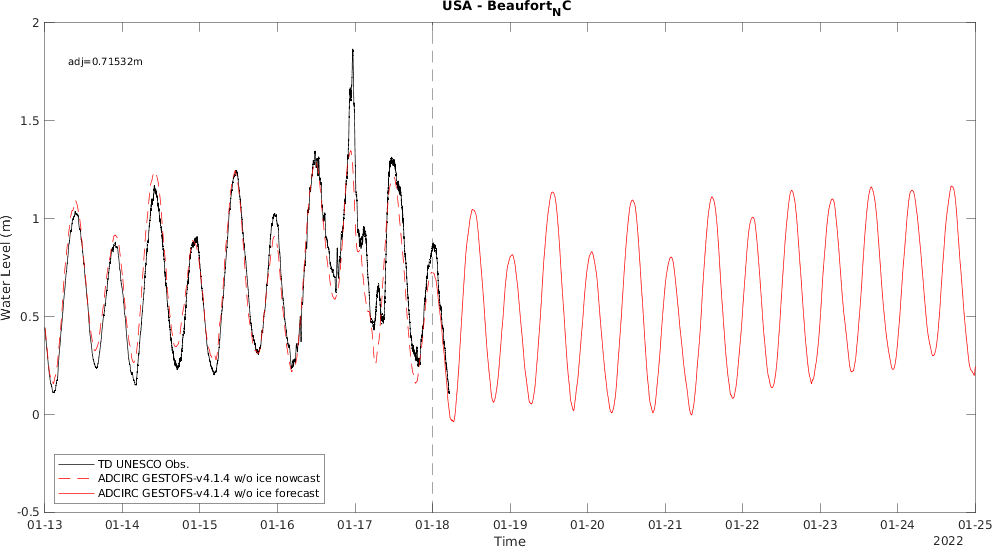 USA - BeaufortNC
adj=0.71532m
2
1.5
1
0.5
0
-0.5
Water Level (m)
TD UNESCO Obs.
ADCIRC GESTOFS-v4.1.4 w/o ice nowcast
ADCIRC GESTOFS-v4.1.4 w/o ice forecast
01-13 01-14 01-15 01-16 01-17 01-18 01-19 01-20 01-21 01-22 01-23 01-24 01-25
Time
2022